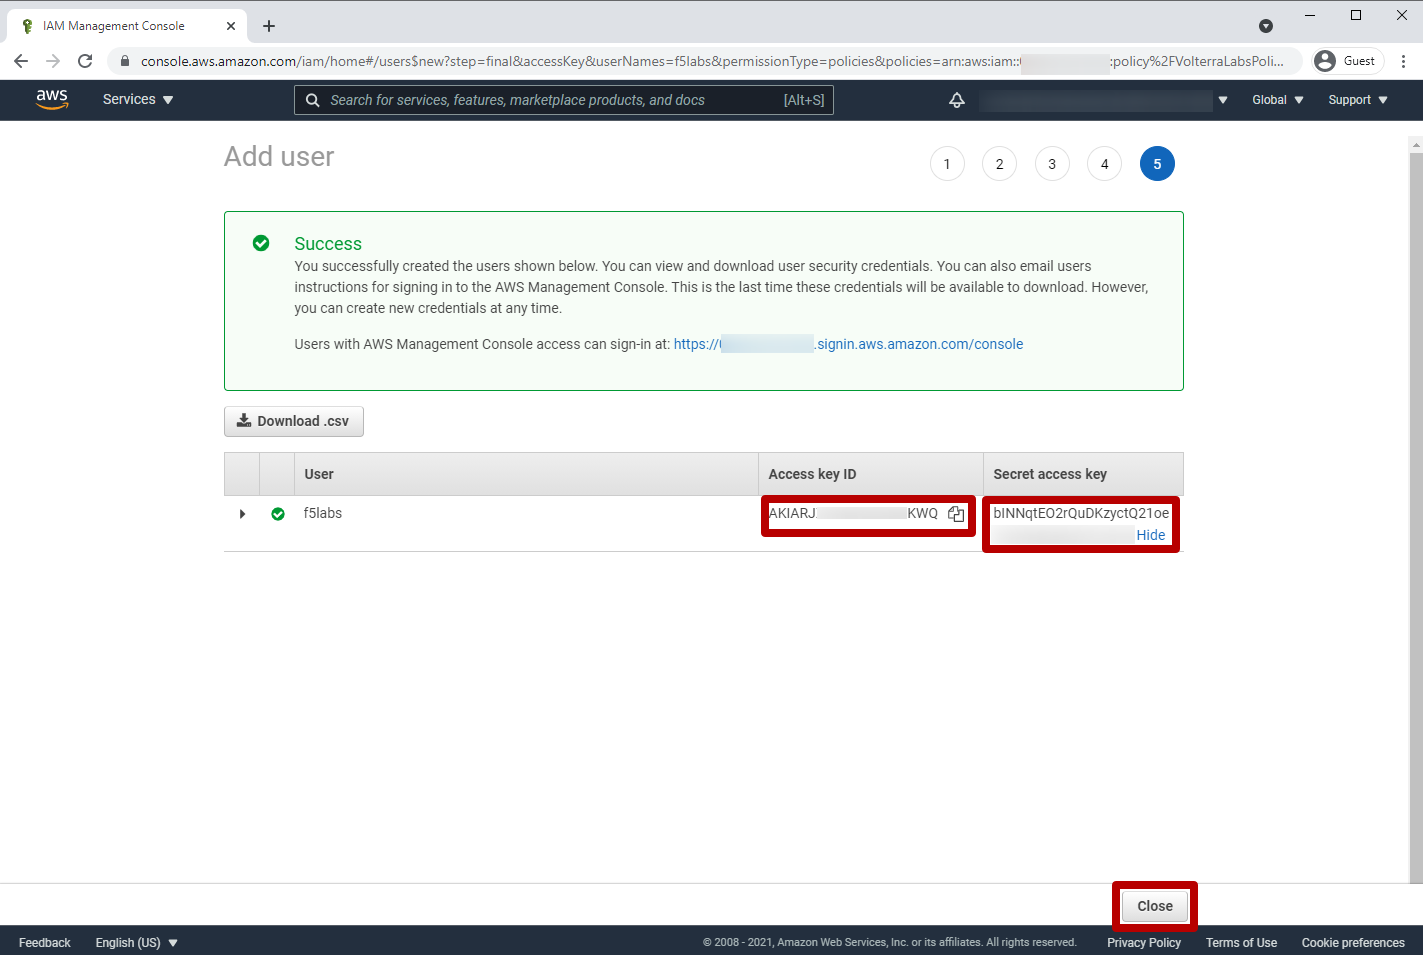 IAM Management Console
console.aws.amazon.com/iam/home#/users$new?step=final&accessKey&userNames=f5labs&permissionType=policies&policies=arn:aws:iam:: :policy%2FVolterraLabsPoli...
Guest
aws
Services
Search for services, features, marketplace products, and docs [Alt+S]
Global
Support
Add user
1 2 3 4 5
Success
You successfully created the users shown below. You can view and download user security credentials. You can also email users
instructions for signing in to the AWS Management Console. This is the last time these credentials will be available to download. However,
you can create new credentials at any time.
Users with AWS Management Console access can sign-in at: https:// .signin.aws.amazon.com/console
Download .csv
User Access key ID Secret access key
f5labs AKIARJ KWQ bINNqtEO2rQuDKzyctQ21oe
Hide
Close
Feedback English (US) © 2008 - 2021, Amazon Web Services, Inc. or its affiliates. All rights reserved. Privacy Policy Terms of Use Cookie preferences